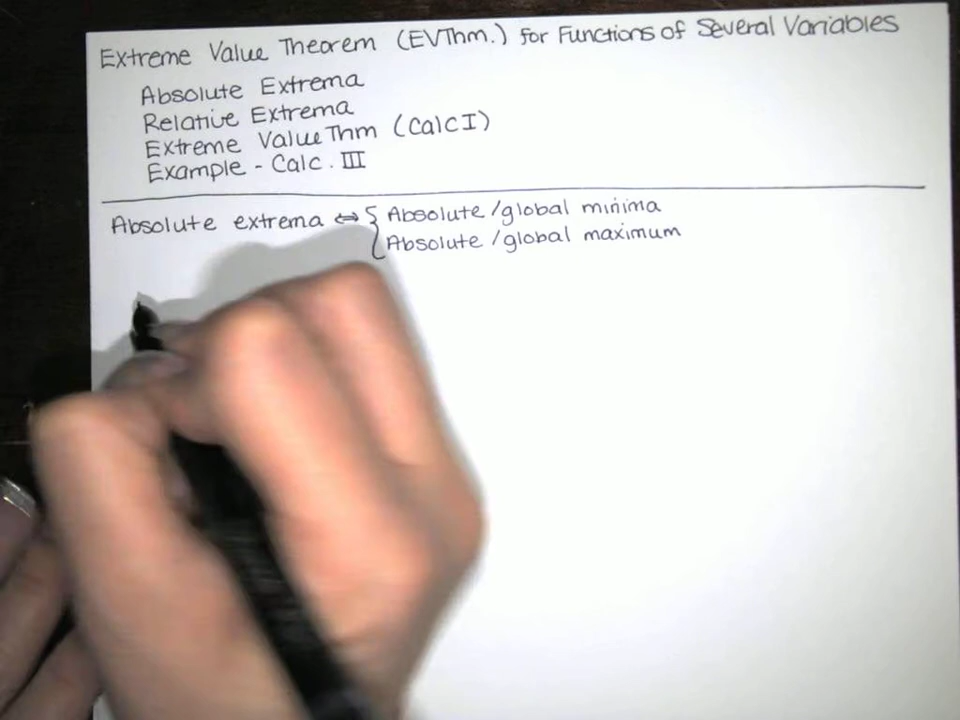 Extreme Value Theorem (EVThm.) for Functions of Several Variables
Absolute Extrema
Relative Extrema
Extreme Value Thm (Calc I)
Example - Calc. III
Absolute extrema ⇔ { Absolute/global minima
Absolute/global maximum